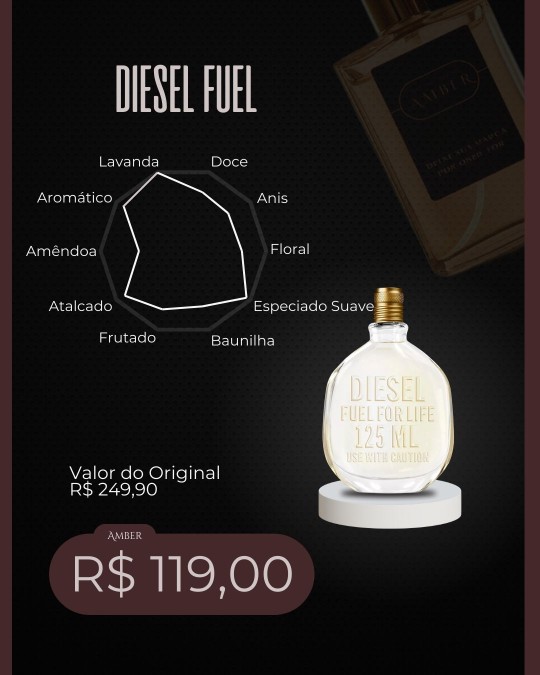 AMBER
DIESEL FUEL
Lavanda
Doce
Aromático
Anis
Amêndoa
Floral
Atalcado
Especiado Suave
Frutado
Baunilha
DIESEL
FUEL FOR LIFE
125 ML
USE WITH CAUTION
Valor do Original
R$ 249,90
AMBER
R$ 119,00